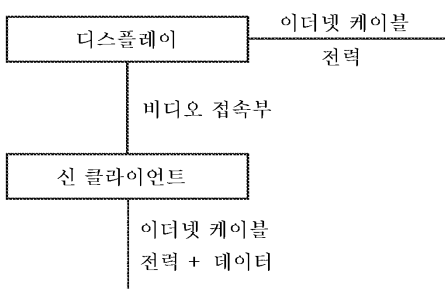 이더넷 케이블
디스플레이
전력
비디오 접속부
신 클라이언트
이더넷 케이블
전력 + 데이터